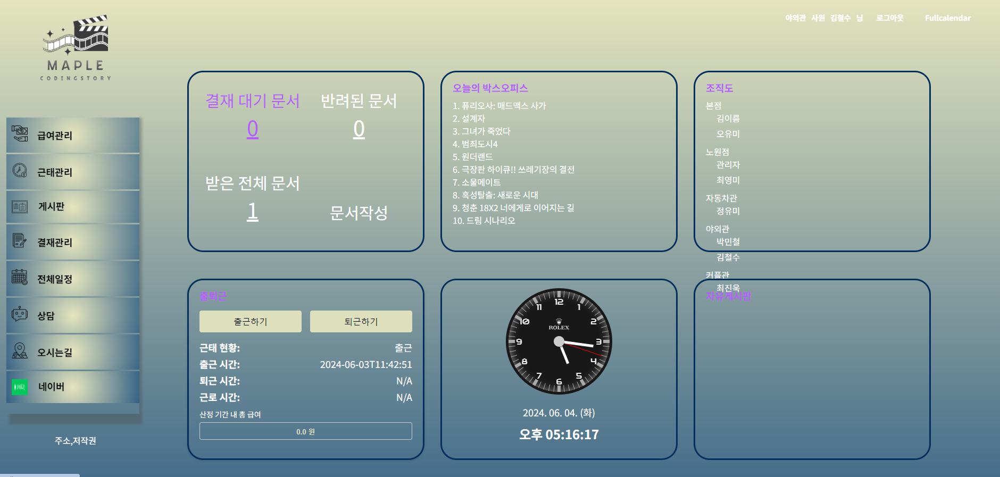 MAPLE
CODINGSTORY
야외관 사원 김철수 님 로그아웃 Fullcalendar
급여관리
근태관리
게시판
결재관리
전체일정
상담
오시는길
네이버
주소,저작권
결재 대기 문서
0
반려된 문서
0
받은 전체 문서
1
문서작성
오늘의 박스오피스
1. 퓨리오사: 매드맥스 사가
2. 설계자
3. 그녀가 죽었다
4. 범죄도시4
5. 원더랜드
6. 극장판 하이큐!! 쓰레기장의 결전
7. 소울메이트
8. 혹성탈출: 새로운 시대
9. 청춘 18X2 너에게로 이어지는 길
10. 드림 시나리오
조직도
본점
김이름
오유미
노원점
관리자
최영미
자동차관
정유미
야외관
박민철
김철수
커플관
최진욱
출퇴근
출근하기
퇴근하기
근태 현황: 출근
출근 시간: 2024-06-03T11:42:51
퇴근 시간: N/A
근로 시간: N/A
산정 기간 내 총 급여
0.0 원
12
1
2
3
4
5
6
7
8
9
10
11
ROLEX
2024. 06. 04. (화)
오후 05:16:17
자유게시판